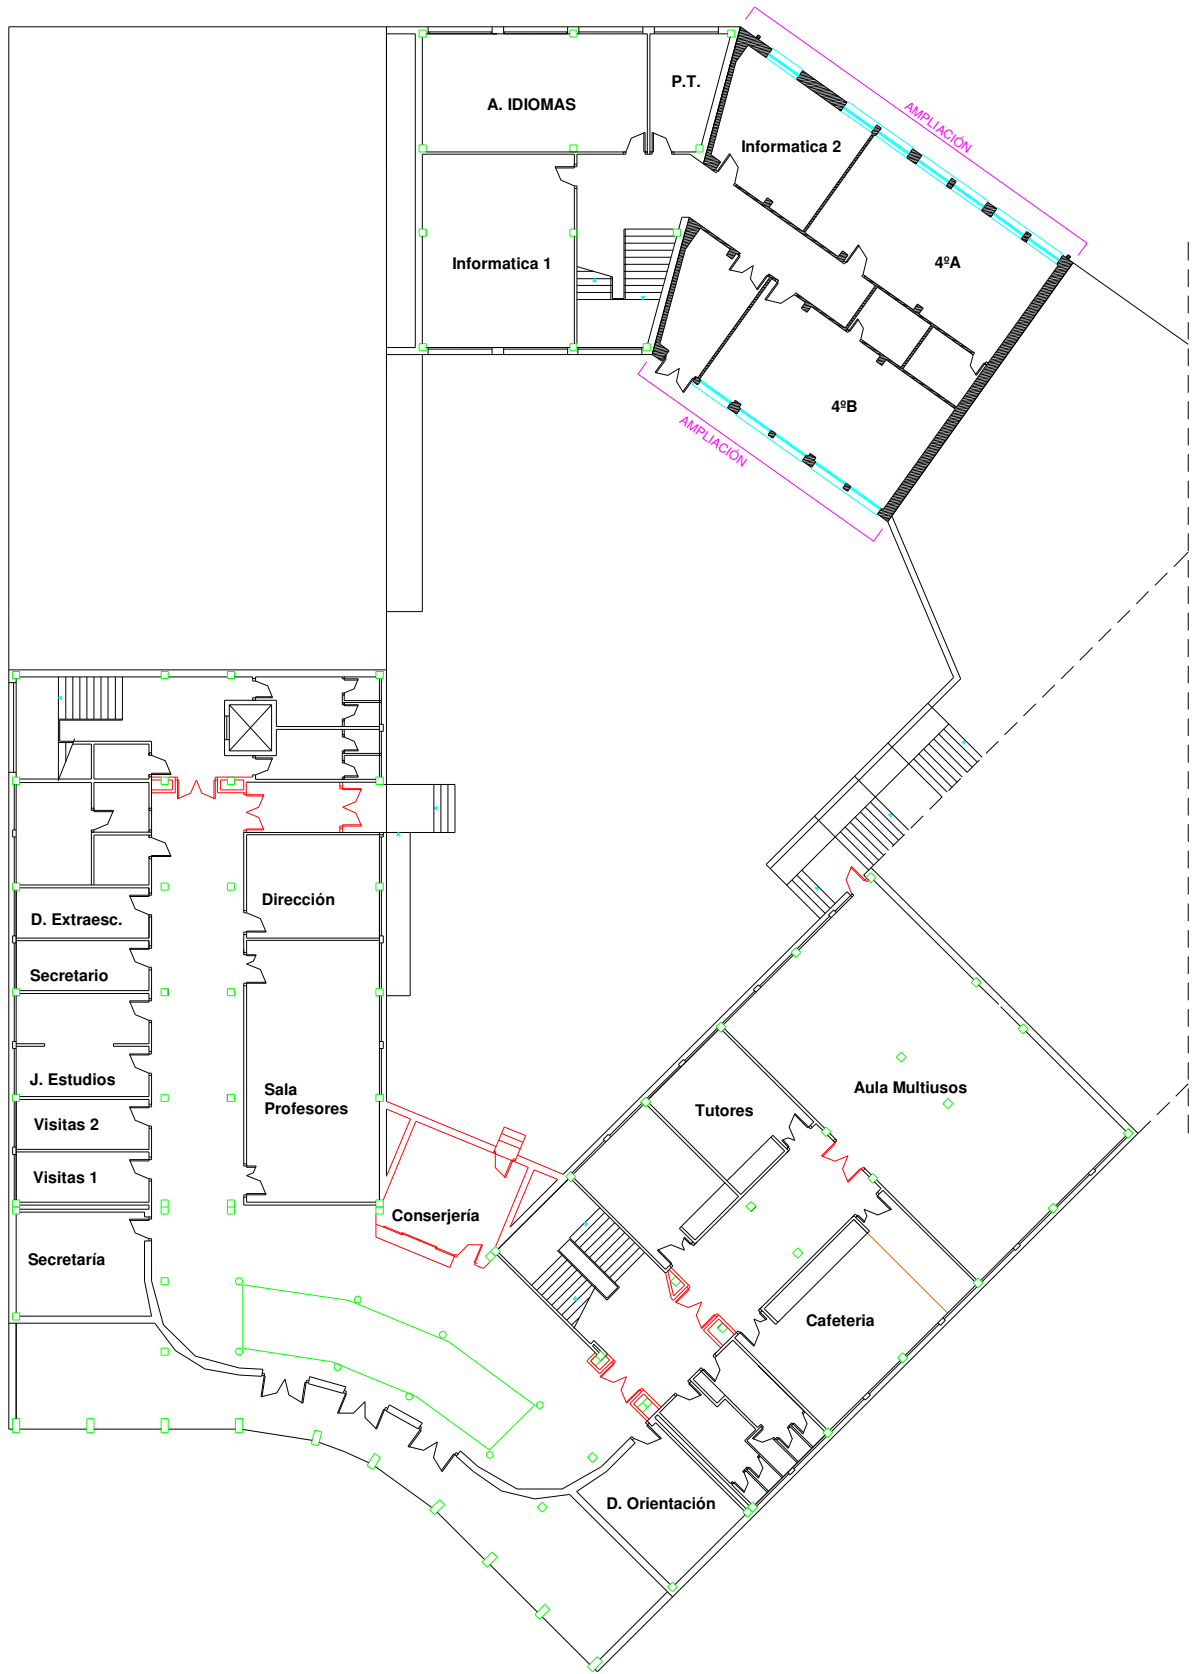 A. IDIOMAS
P.T.
AMPLIACIÓN
Informatica 2
Informatica 1
4ºA
4ºB
AMPLIACIÓN
Dirección
D. Extraesc.
Secretario
J. Estudios
Sala
Profesores
Visitas 2
Visitas 1
Conserjería
Secretaría
Aula Multiusos
Tutores
Cafeteria
D. Orientación